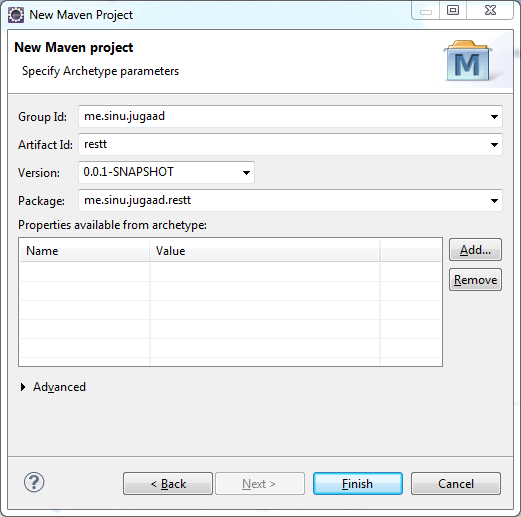 New Maven Project
New Maven project
Specify Archetype parameters
M
Group Id: me.sinu.jugaad
Artifact Id: restt
Version: 0.0.1-SNAPSHOT
Package: me.sinu.jugaad.restt
Properties available from archetype:
Name Value
Add...
Remove
Advanced
? < Back Next > Finish Cancel